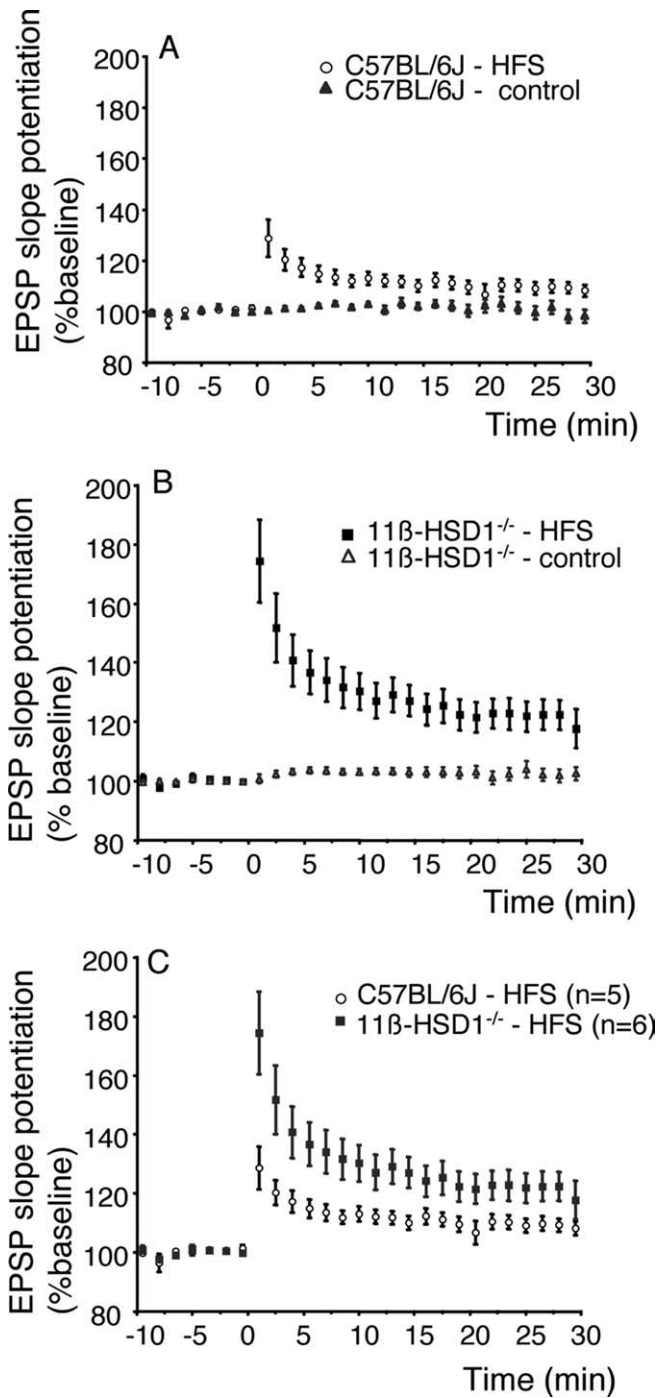 A
C57BL/6J - HFS
C57BL/6J - control
EPSP slope potentiation
(%baseline)
200
180
160
140
120
100
80
-10 -5 0 5 10 15 20 25 30
Time (min)
B
11ß-HSD1-/- - HFS
11ß-HSD1-/- - control
EPSP slope potentiation
(% baseline)
200
180
160
140
120
100
80
-10 -5 0 5 10 15 20 25 30
Time (min)
C
C57BL/6J - HFS (n=5)
11ß-HSD1-/- - HFS (n=6)
EPSP slope potentiation
(%baseline)
200
180
160
140
120
100
80
-10 -5 0 5 10 15 20 25 30
Time (min)